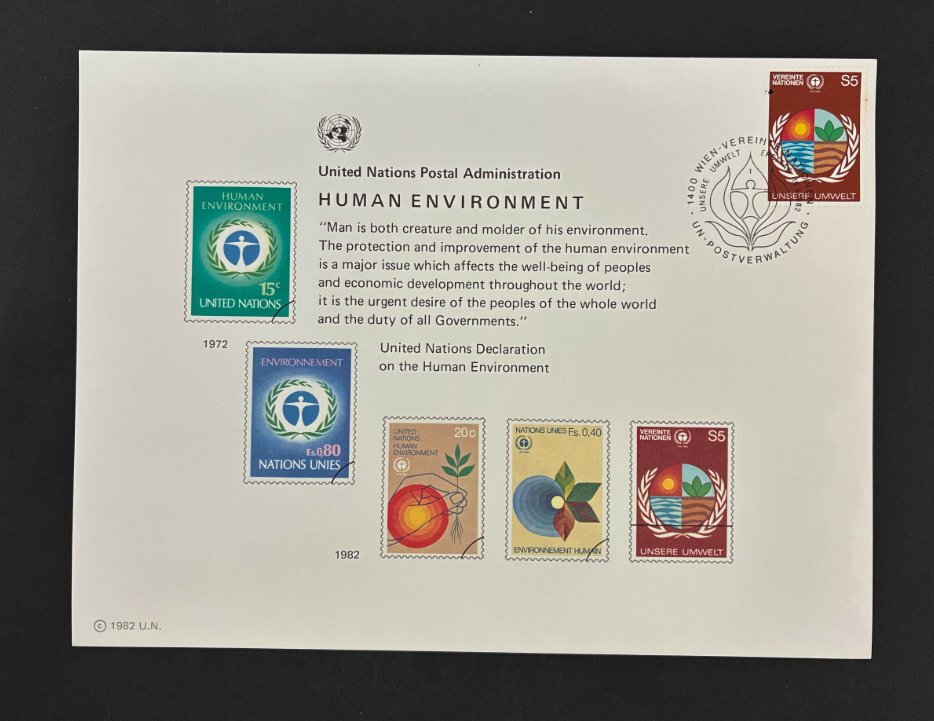 VEREINTE
NATIONEN
S5
UNSERE UMWELT
1400 WIEN-VEREINTE NATIONEN
UNSERE UMWELT
82
UN-POSTVERWALTUNG
United Nations Postal Administration
HUMAN ENVIRONMENT
"Man is both creature and molder of his environment.
The protection and improvement of the human environment
is a major issue which affects the well-being of peoples
and economic development throughout the world;
it is the urgent desire of the peoples of the whole world
and the duty of all Governments."
United Nations Declaration
on the Human Environment
HUMAN
ENVIRONMENT
15c
UNITED NATIONS
1972
ENVIRONNEMENT
F.s.0,80
NATIONS UNIES
1982
UNITED
NATIONS
20c
HUMAN
ENVIRONMENT
NATIONS UNIES F.s. 0,40
ENVIRONNEMENT HUMAIN
VEREINTE
NATIONEN
S5
UNSERE UMWELT
© 1982 U.N.